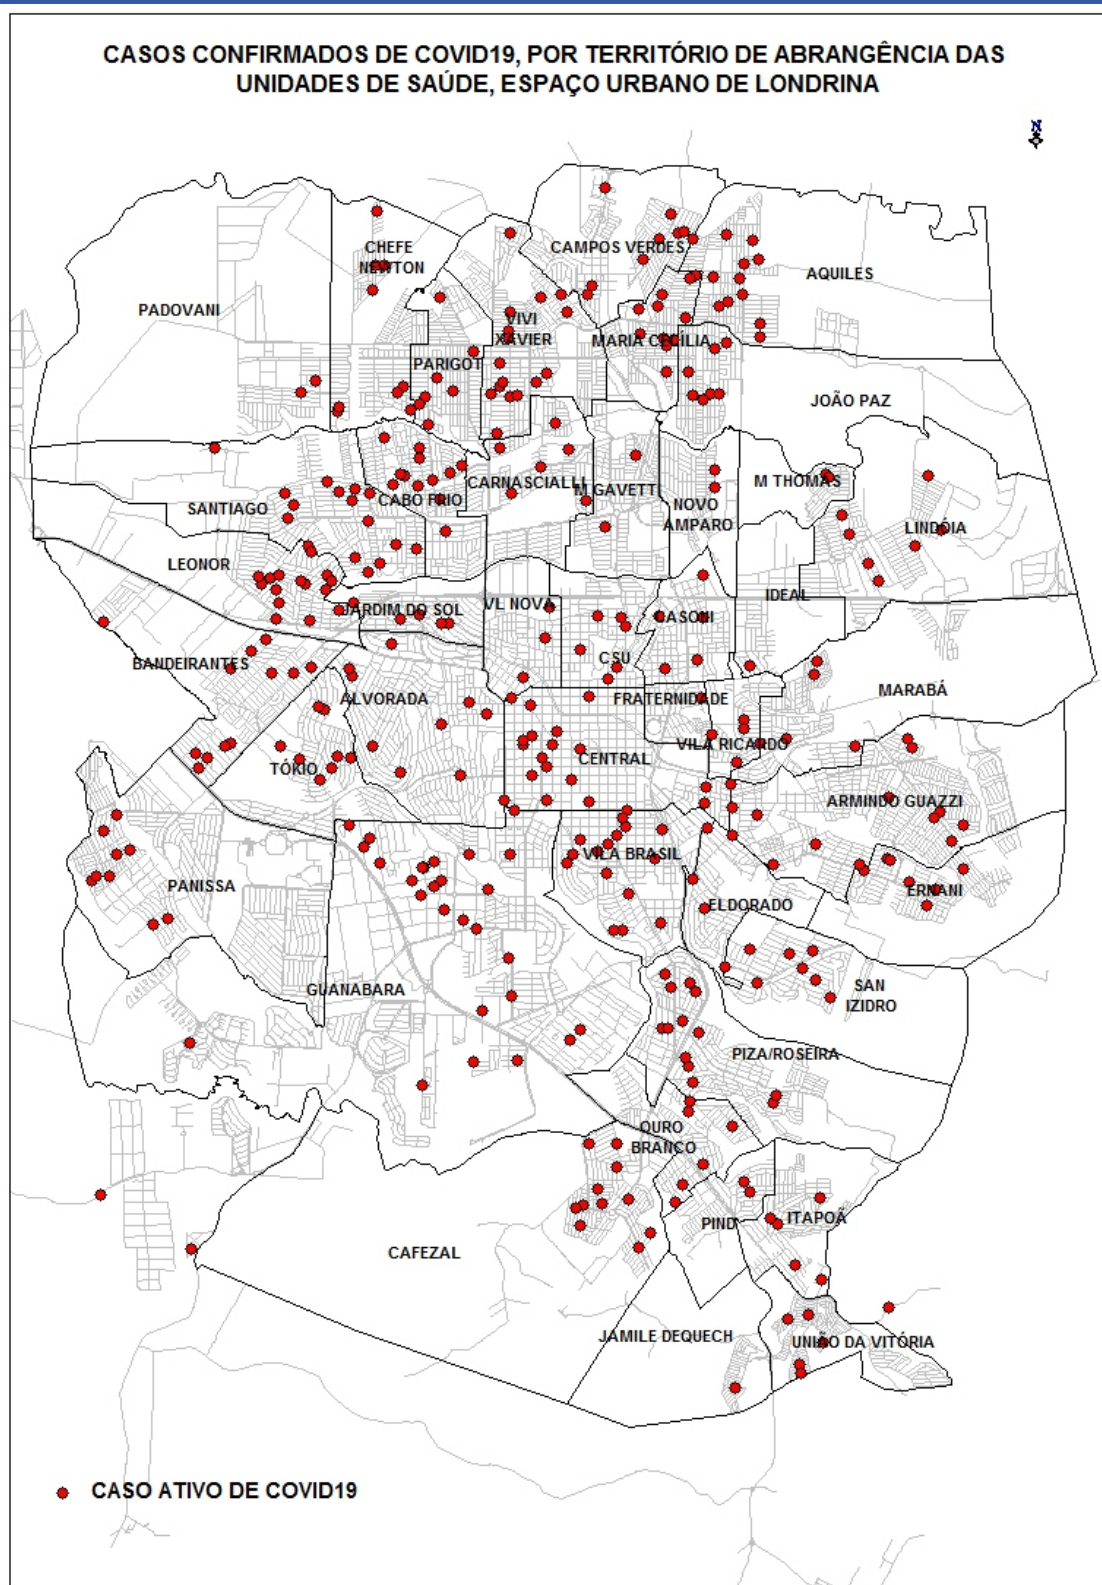 CASOS CONFIRMADOS DE COVID19, POR TERRITÓRIO DE ABRANGÊNCIA DAS
UNIDADES DE SAÚDE, ESPAÇO URBANO DE LONDRINA
N
CAMPOS VERDES
CHEFE
NEWTON
AQUILES
PADOVANI
VIVI
XAVIER
MARIA CECILIA
PARIGOT
JOÃO PAZ
M THOMAS
CARNASCIALLI
M GAVETTI
CABO FRIO
SANTIAGO
NOVO
AMPARO
LINDÓIA
LEONOR
IDEAL
JARDIM DO SOL
VL NOVA
CASONI
CSU
BANDEIRANTES
ALVORADA
FRATERNIDADE
MARABÁ
VILA RICARDO
CENTRAL
TÓKIO
ARMINDO GUAZZI
VILA BRASIL
PANISSA
ERNANI
ELDORADO
GUANABARA
SAN
IZIDRO
PIZA/ROSEIRA
OURO
BRANCO
PIND
ITAPOÃ
CAFEZAL
JAMILE DEQUECH
UNIÃO DA VITÓRIA
CASO ATIVO DE COVID19